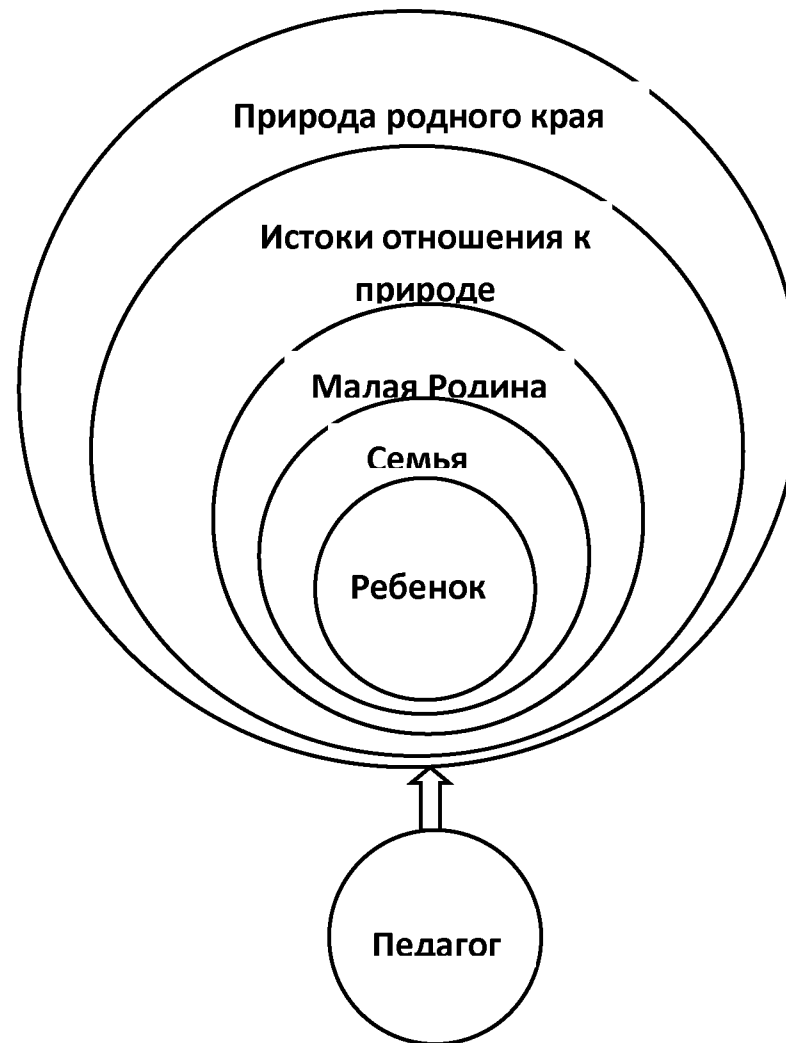 Природа родного края
Истоки отношения к
природе
Малая Родина
Семья
Ребенок
Педагог